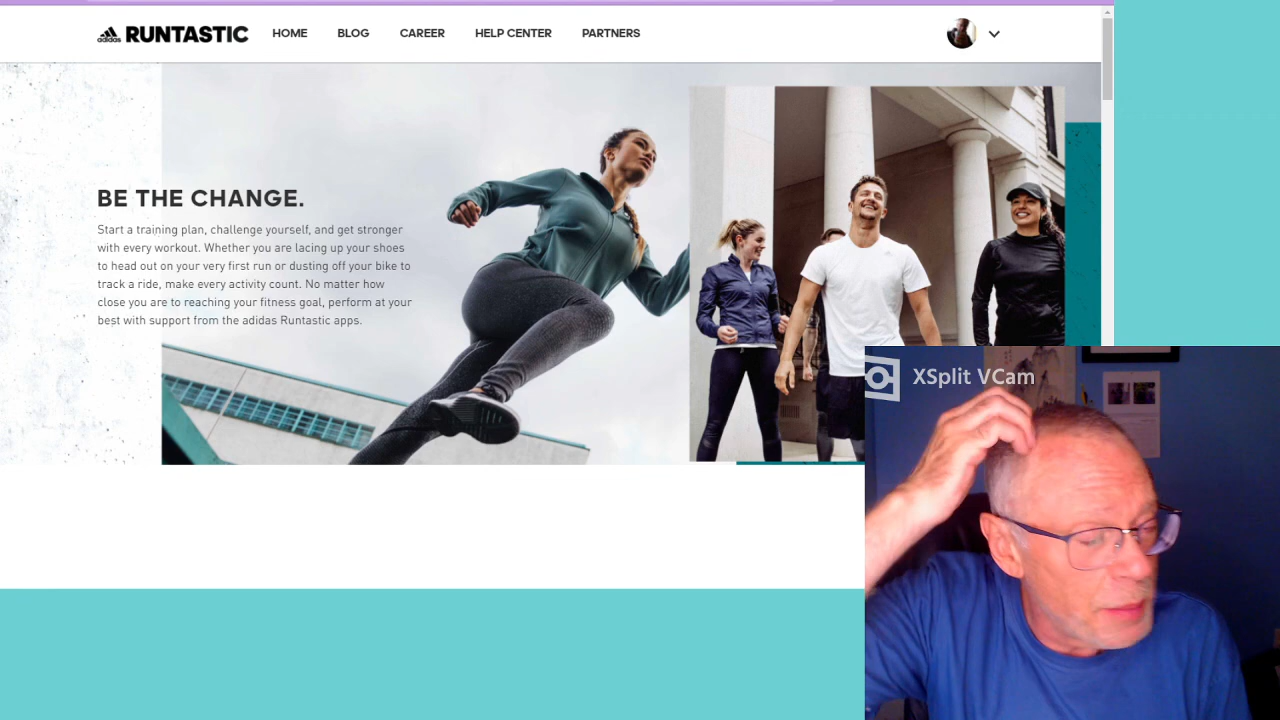 adidas RUNTASTIC HOME BLOG CAREER HELP CENTER PARTNERS
BE THE CHANGE.
Start a training plan, challenge yourself, and get stronger
with every workout. Whether you are lacing up your shoes
to head out on your very first run or dusting off your bike to
track a ride, make every activity count. No matter how
close you are to reaching your fitness goal, perform at your
best with support from the adidas Runtastic apps.
XSplit VCam